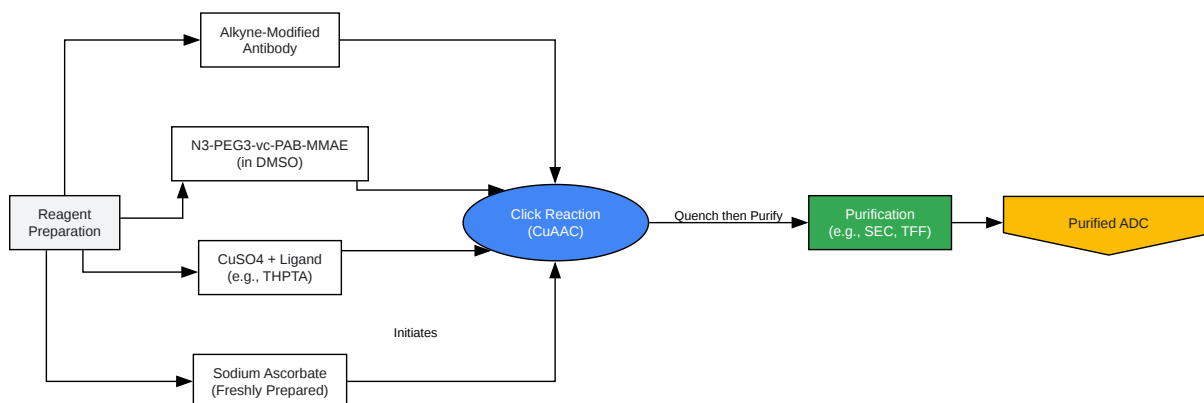 Alkyne-Modified
Antibody
N3-PEG3-vc-PAB-MMAE
(in DMSO)
Reagent
Preparation
Click Reaction
(CuAAC)
Quench then Purify
Purification
(e.g., SEC, TFF)
Purified ADC
CuSO4 + Ligand
(e.g., THPTA)
Initiates
Sodium Ascorbate
(Freshly Prepared)